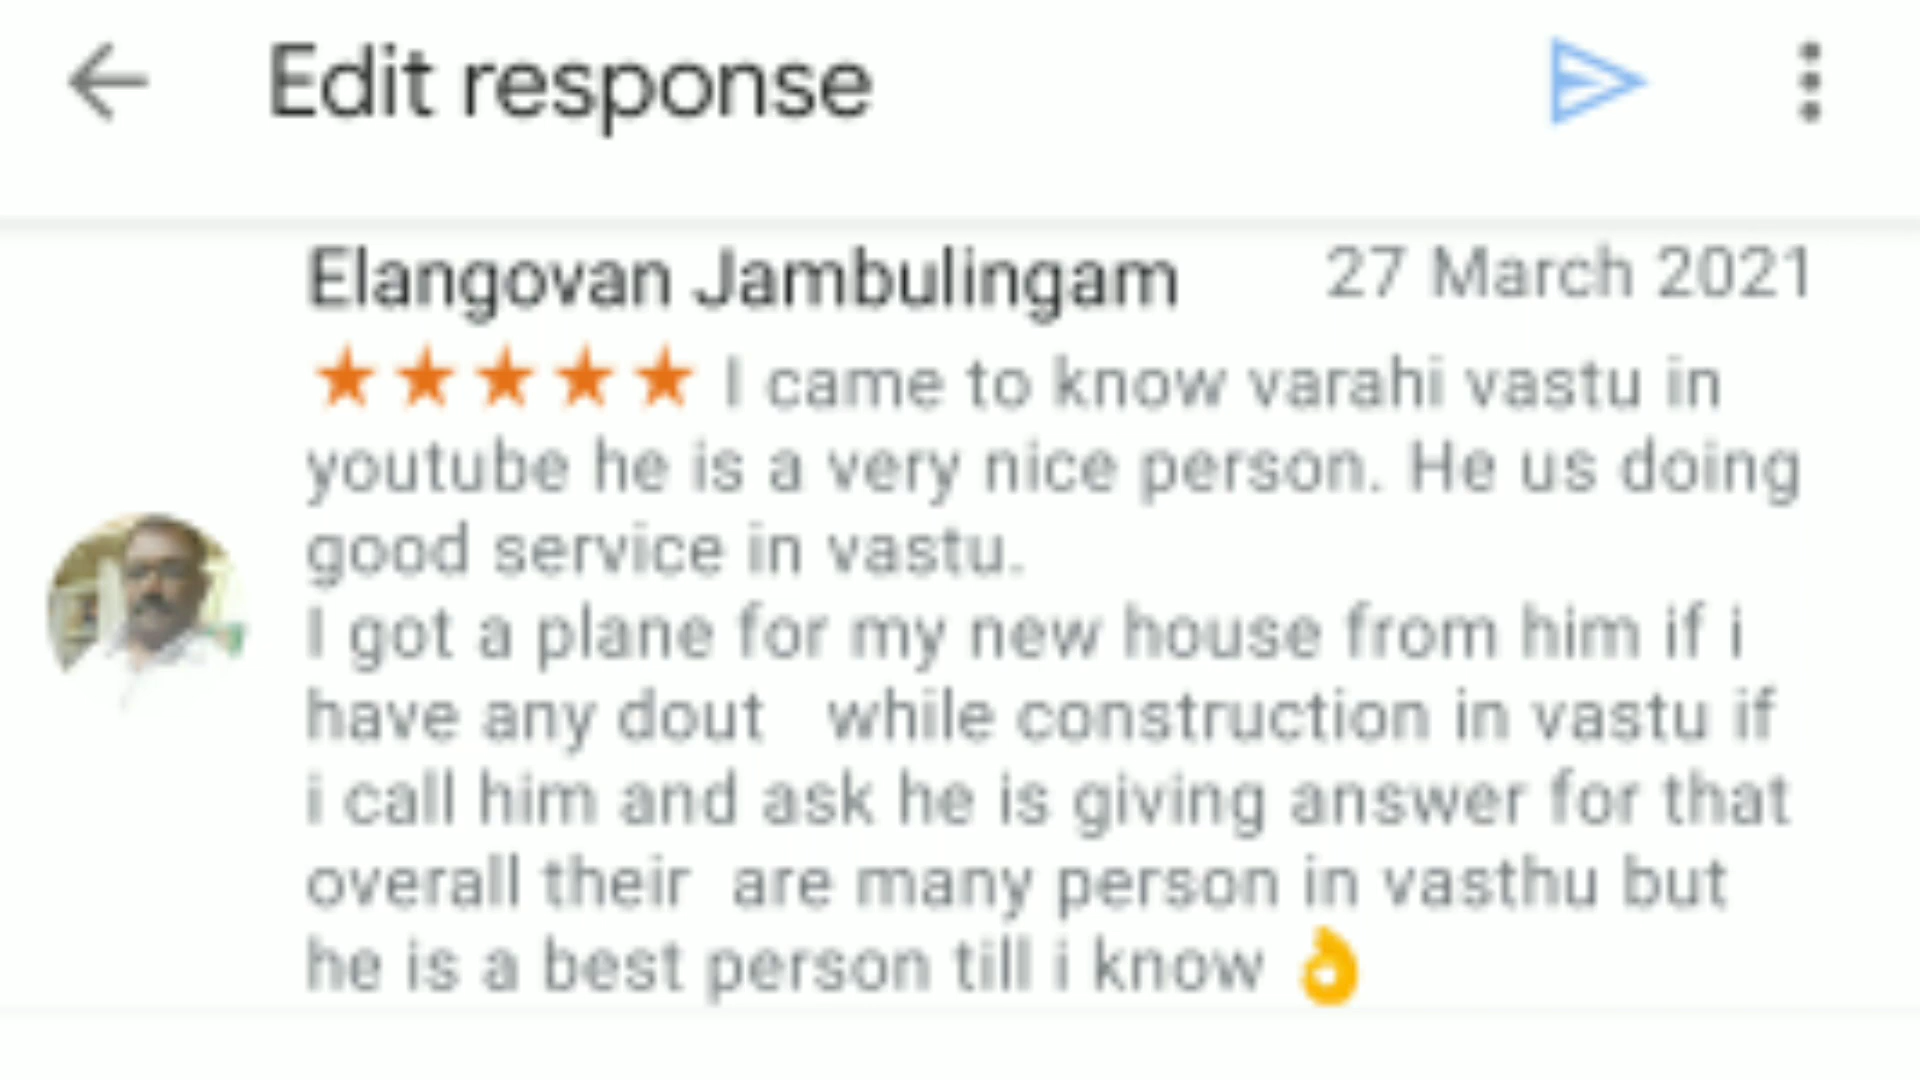 Edit response
Elangovan Jambulingam 27 March 2021
★★★★★ I came to know varahi vastu in
youtube he is a very nice person. He us doing
good service in vastu.
I got a plane for my new house from him if i
have any dout while construction in vastu if
i call him and ask he is giving answer for that
overall their are many person in vasthu but
he is a best person till i know 👌